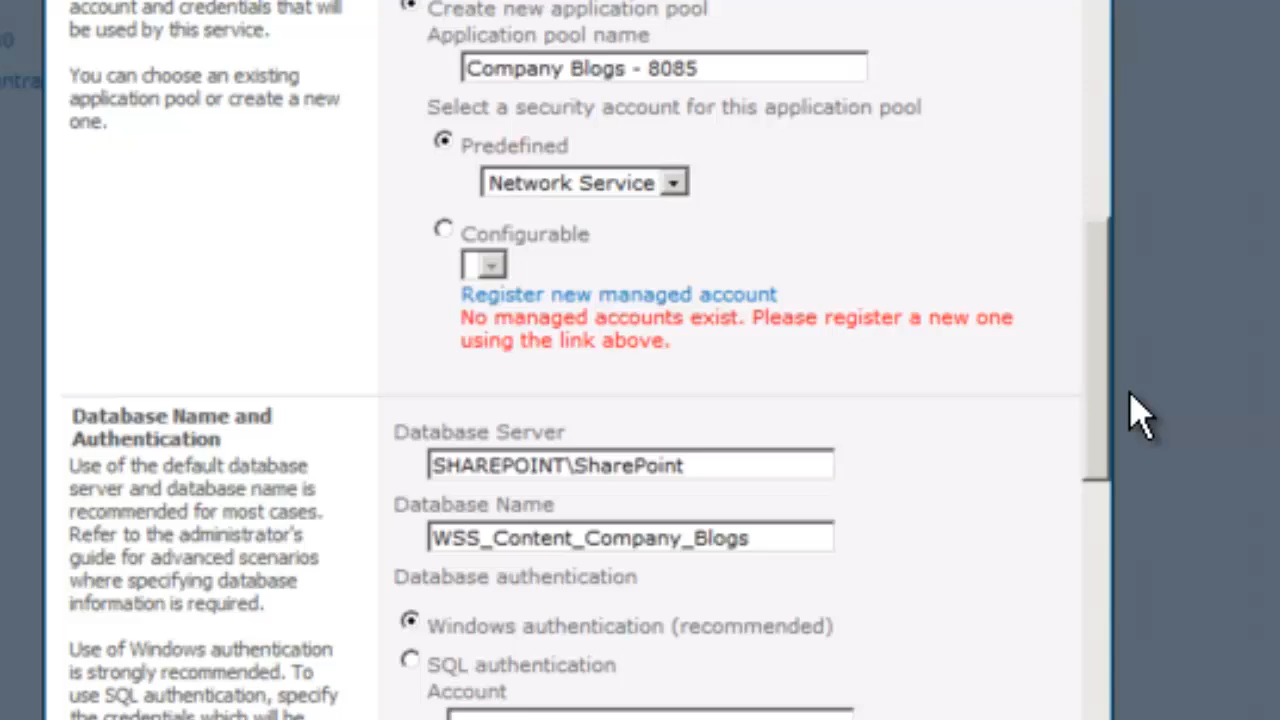 account and credentials that will
be used by this service.
You can choose an existing
application pool or create a new
one.
Create new application pool
Application pool name
Company Blogs - 8085
Select a security account for this application pool
Predefined
Network Service
Configurable
Register new managed account
No managed accounts exist. Please register a new one
using the link above.
Database Name and
Authentication
Use of the default database
server and database name is
recommended for most cases.
Refer to the administrator's
guide for advanced scenarios
where specifying database
information is required.
Use of Windows authentication
is strongly recommended. To
use SQL authentication, specify
the credentials which will be
Database Server
SHAREPOINT\SharePoint
Database Name
WSS_Content_Company_Blogs
Database authentication
Windows authentication (recommended)
SQL authentication
Account